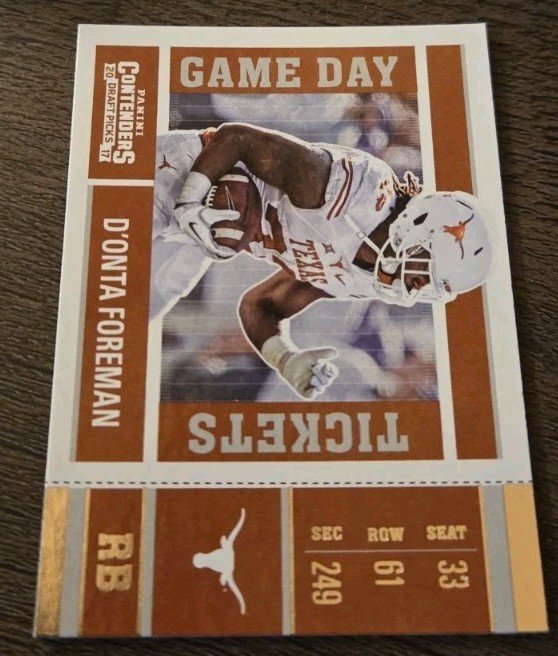 GAME DAY
PANINI
CONTENDERS
20 DRAFT PICKS 17
D'ONTA FOREMAN
TEXAS
TICKETS
RB
SEC ROW SEAT
249 61 33